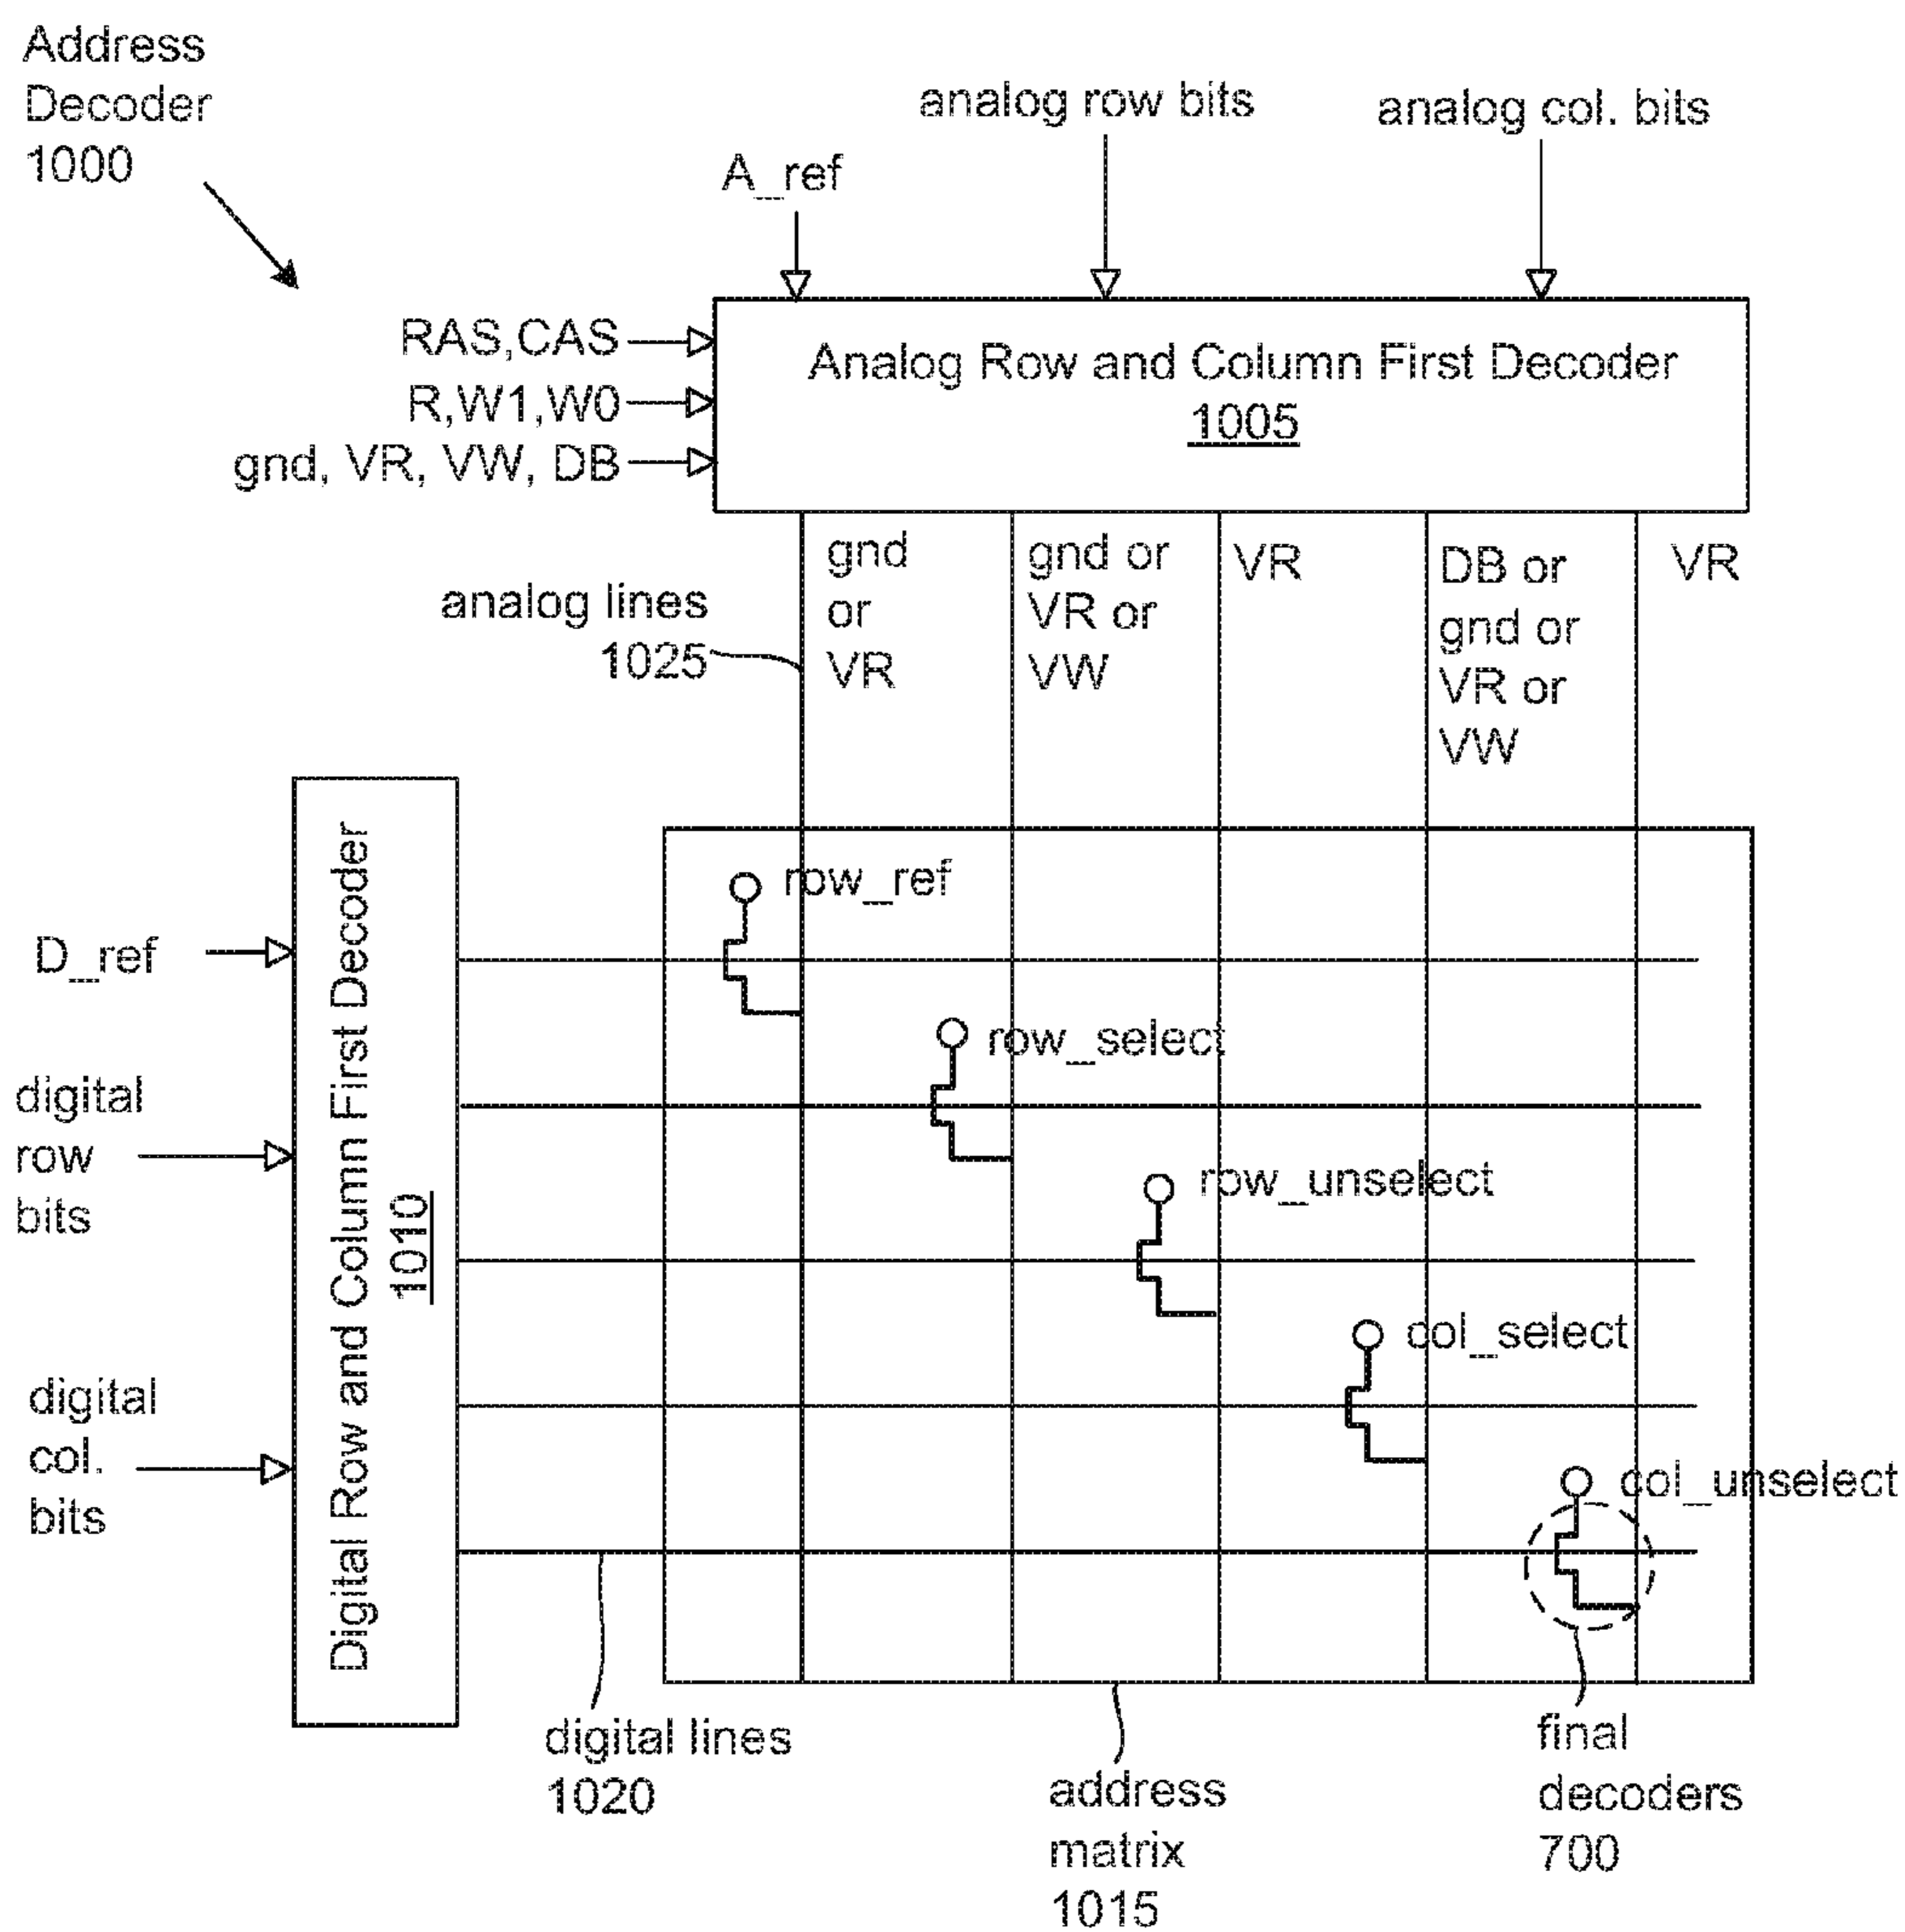 Address
Decoder
1000
analog row bits
analog col. bits
A_ref
RAS,CAS
R,W1,W0
gnd, VR, VW, DB
Analog Row and Column First Decoder
1005
analog lines
1025
gnd
or
VR
gnd or
VR or
VW
VR
DB or
gnd or
VR or
VW
VR
Digital Row and Column First Decoder
1010
D_ref
digital
row
bits
digital
col.
bits
row_ref
row_select
row_unselect
col_select
col_unselect
digital lines
1020
address
matrix
1015
final
decoders
700